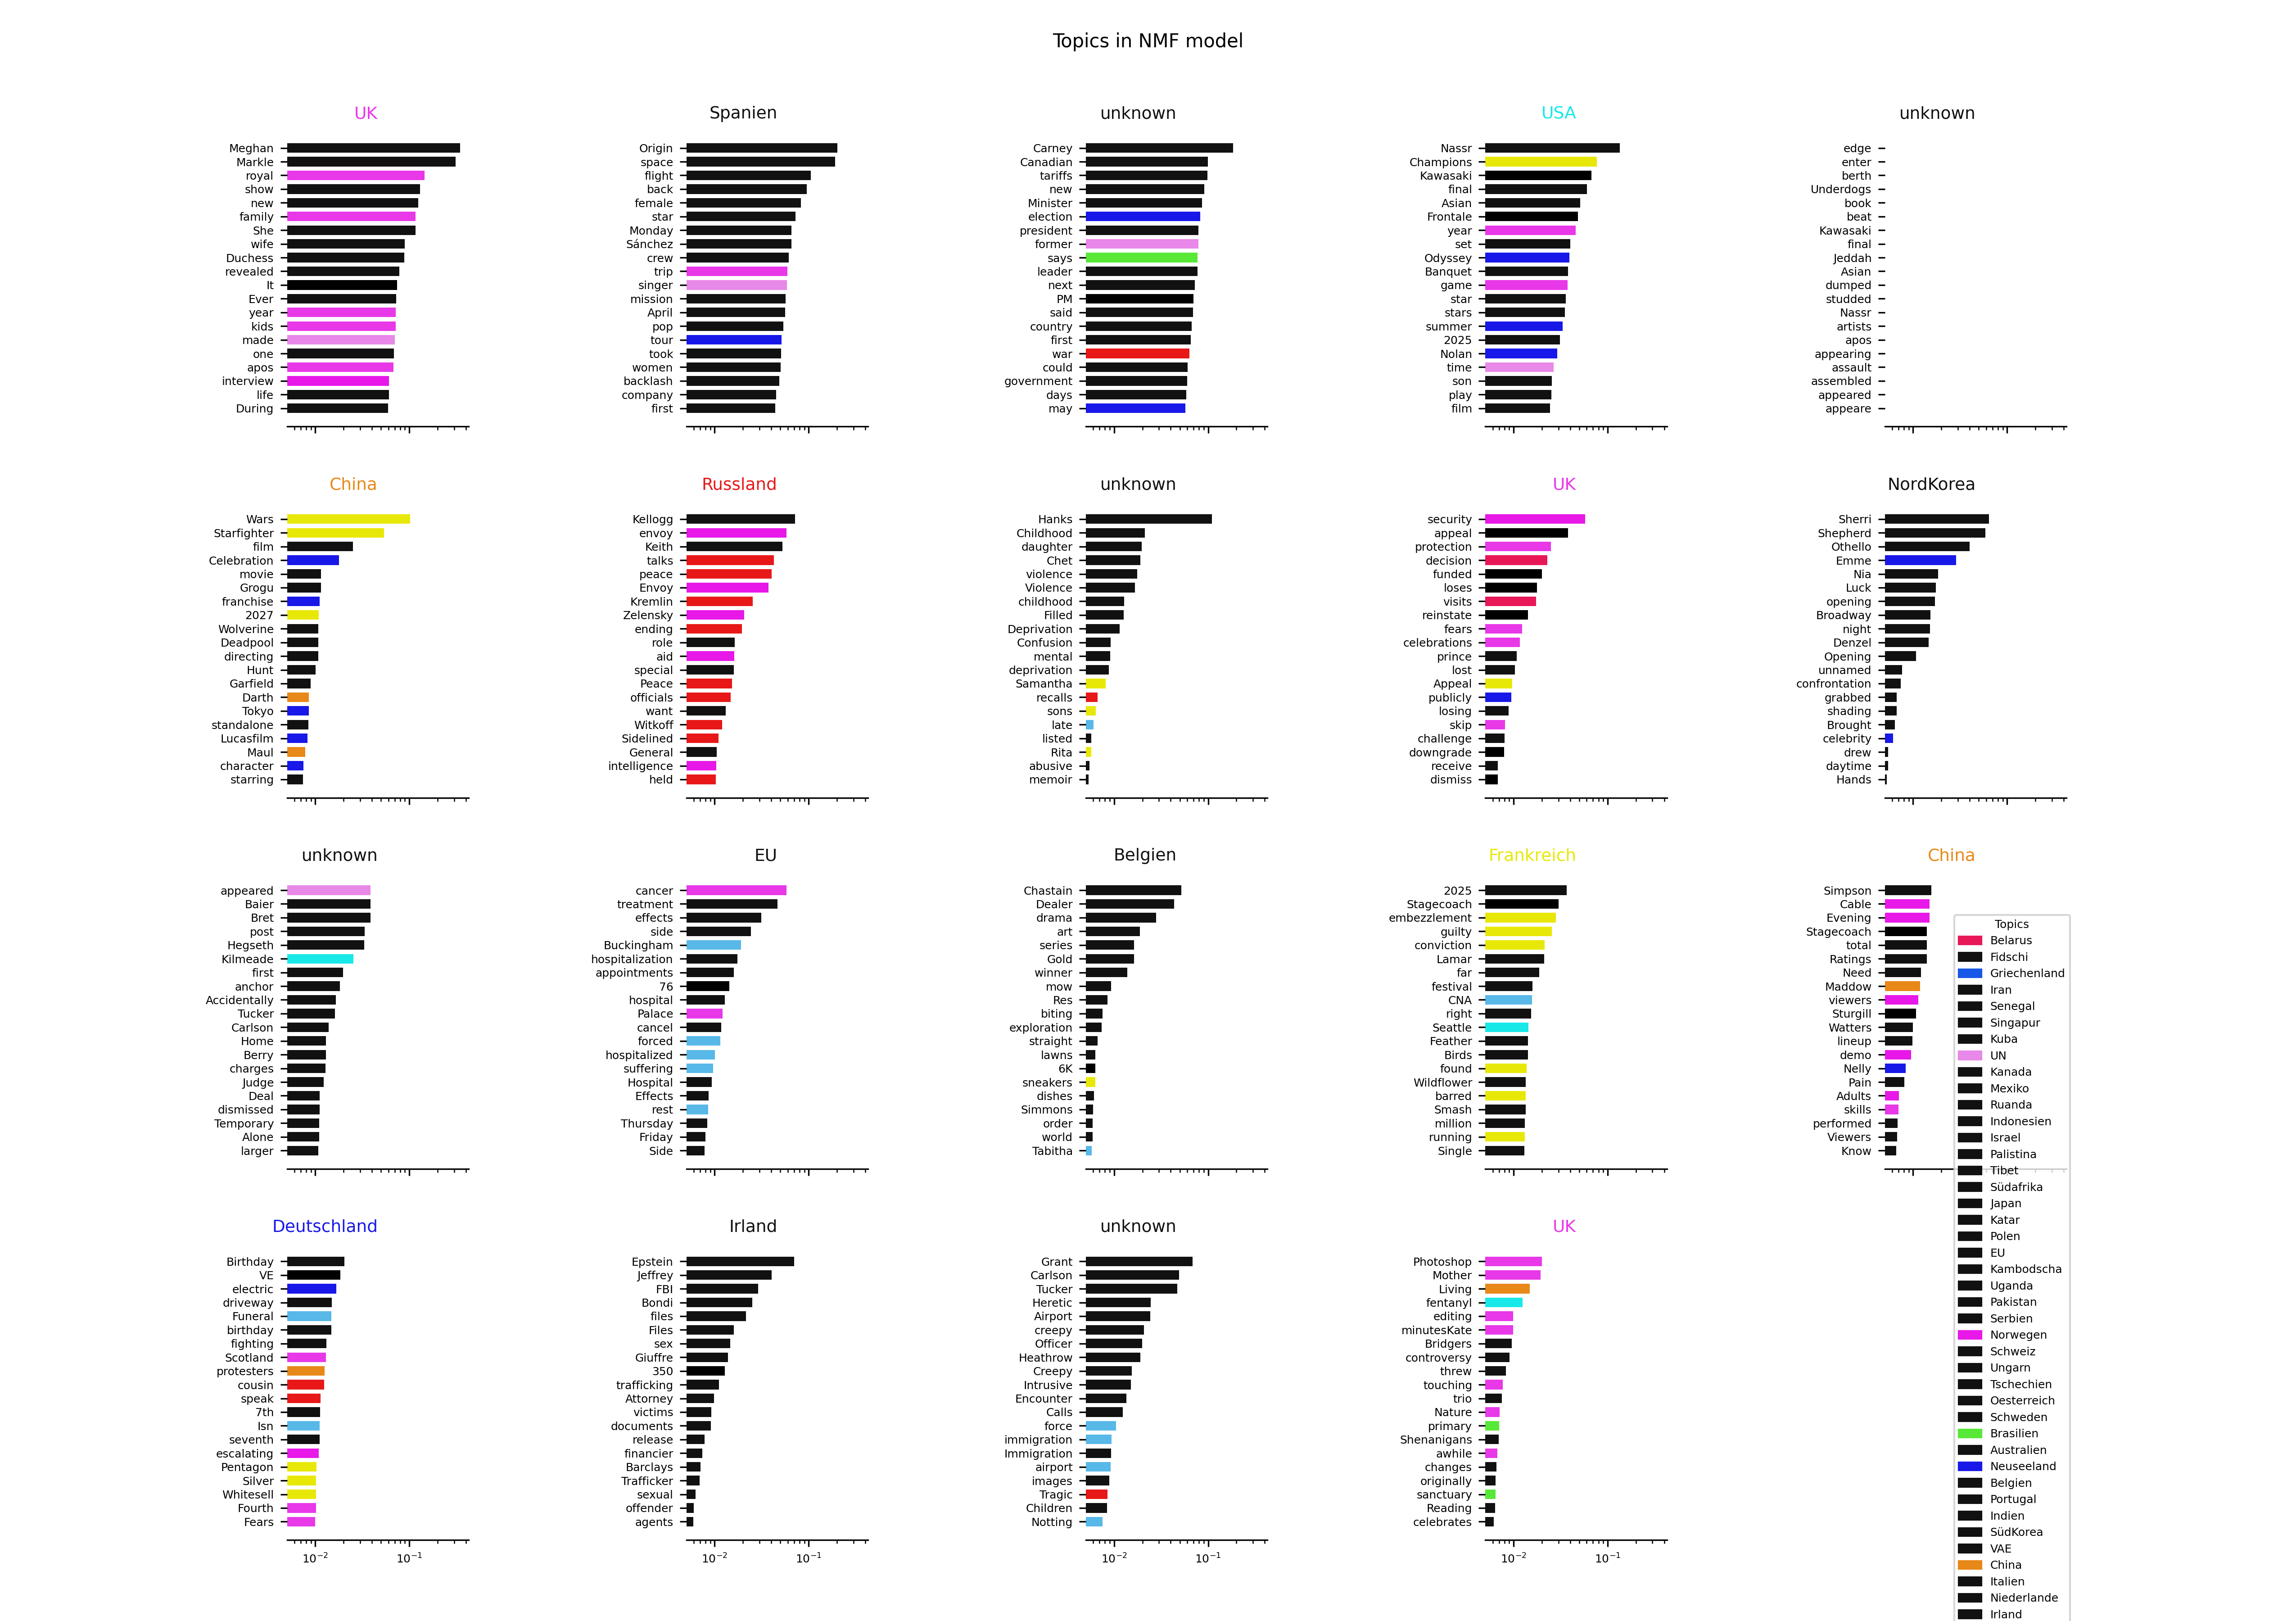 Topics in NMF model
UK
Meghan
Markle
royal
show
new
family
She
wife
Duchess
revealed
It
Ever
year
kids
made
one
apos
interview
life
During
Spanien
Origin
space
flight
back
female
star
Monday
Sánchez
crew
trip
singer
mission
April
pop
tour
took
women
backlash
company
first
unknown
Carney
Canadian
tariffs
new
Minister
election
president
former
says
leader
next
PM
said
country
first
war
could
government
days
may
USA
Nassr
Champions
Kawasaki
final
Asian
Frontale
year
set
Odyssey
Banquet
game
star
stars
summer
2025
Nolan
time
son
play
film
unknown
edge
enter
berth
Underdogs
book
beat
Kawasaki
final
Jeddah
Asian
dumped
studded
Nassr
artists
apos
appearing
assault
assembled
appeared
appeare
China
Wars
Starfighter
film
Celebration
movie
Grogu
franchise
2027
Wolverine
Deadpool
directing
Hunt
Garfield
Darth
Tokyo
standalone
Lucasfilm
Maul
character
starring
Russland
Kellogg
envoy
Keith
talks
peace
Envoy
Kremlin
Zelensky
ending
role
aid
special
Peace
officials
want
Witkoff
Sidelined
General
intelligence
held
unknown
Hanks
Childhood
daughter
Chet
violence
Violence
childhood
Filled
Deprivation
Confusion
mental
deprivation
Samantha
recalls
sons
late
listed
Rita
abusive
memoir
UK
security
appeal
protection
decision
funded
loses
visits
reinstate
fears
celebrations
prince
lost
Appeal
publicly
losing
skip
challenge
downgrade
receive
dismiss
NordKorea
Sherri
Shepherd
Othello
Emme
Nia
Luck
opening
Broadway
night
Denzel
Opening
unnamed
confrontation
grabbed
shading
Brought
celebrity
drew
daytime
Hands
unknown
appeared
Baier
Bret
post
Hegseth
Kilmeade
first
anchor
Accidentally
Tucker
Carlson
Home
Berry
charges
Judge
Deal
dismissed
Temporary
Alone
larger
EU
cancer
treatment
effects
side
Buckingham
hospitalization
appointments
76
hospital
Palace
cancel
forced
hospitalized
suffering
Hospital
Effects
rest
Thursday
Friday
Side
Belgien
Chastain
Dealer
drama
art
series
Gold
winner
mow
Res
biting
exploration
straight
lawns
6K
sneakers
dishes
Simmons
order
world
Tabitha
Frankreich
2025
Stagecoach
embezzlement
guilty
conviction
Lamar
far
festival
CNA
right
Seattle
Feather
Birds
found
Wildflower
barred
Smash
million
running
Single
China
Simpson
Cable
Evening
Stagecoach
total
Ratings
Need
Maddow
viewers
Sturgill
Watters
lineup
demo
Nelly
Pain
Adults
skills
performed
Viewers
Know
Topics
Belarus
Fidschi
Griechenland
Iran
Senegal
Singapur
Kuba
UN
Kanada
Mexiko
Ruanda
Indonesien
Israel
Palistina
Tibet
Südafrika
Japan
Katar
Polen
EU
Kambodscha
Uganda
Pakistan
Serbien
Norwegen
Schweiz
Ungarn
Tschechien
Oesterreich
Schweden
Brasilien
Australien
Neuseeland
Belgien
Portugal
Indien
SüdKorea
VAE
China
Italien
Niederlande
Irland
Deutschland
Birthday
VE
electric
driveway
Funeral
birthday
fighting
Scotland
protesters
cousin
speak
7th
Isn
seventh
escalating
Pentagon
Silver
Whitesell
Fourth
Fears
10⁻² 10⁻¹
Irland
Epstein
Jeffrey
FBI
Bondi
files
Files
sex
Giuffre
350
trafficking
Attorney
victims
documents
release
financier
Barclays
Trafficker
sexual
offender
agents
10⁻² 10⁻¹
unknown
Grant
Carlson
Tucker
Heretic
Airport
creepy
Officer
Heathrow
Creepy
Intrusive
Encounter
Calls
force
immigration
Immigration
airport
images
Tragic
Children
Notting
10⁻² 10⁻¹
UK
Photoshop
Mother
Living
fentanyl
editing
minutesKate
Bridgers
controversy
threw
touching
trio
Nature
primary
Shenanigans
awhile
changes
originally
sanctuary
Reading
celebrates
10⁻² 10⁻¹